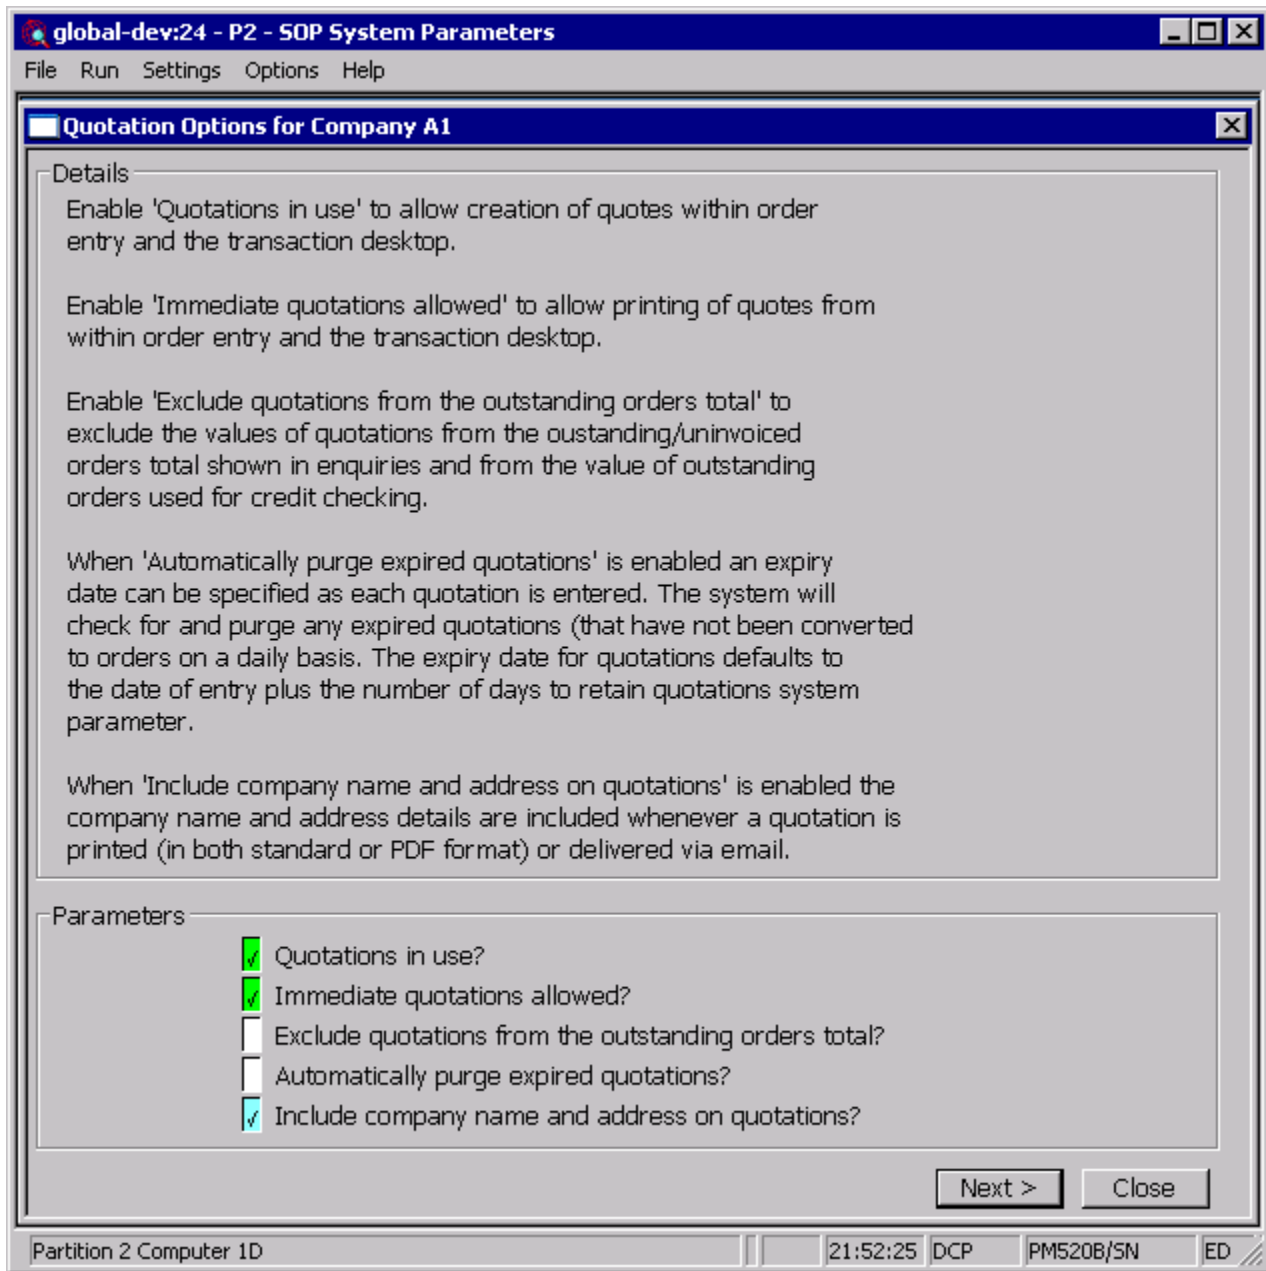 global-dev:24 - P2 - SOP System Parameters
File Run Settings Options Help
Quotation Options for Company A1
Details
Enable 'Quotations in use' to allow creation of quotes within order
entry and the transaction desktop.
Enable 'Immediate quotations allowed' to allow printing of quotes from
within order entry and the transaction desktop.
Enable 'Exclude quotations from the outstanding orders total' to
exclude the values of quotations from the oustanding/uninvoiced
orders total shown in enquiries and from the value of outstanding
orders used for credit checking.
When 'Automatically purge expired quotations' is enabled an expiry
date can be specified as each quotation is entered. The system will
check for and purge any expired quotations (that have not been converted
to orders on a daily basis. The expiry date for quotations defaults to
the date of entry plus the number of days to retain quotations system
parameter.
When 'Include company name and address on quotations' is enabled the
company name and address details are included whenever a quotation is
printed (in both standard or PDF format) or delivered via email.
Parameters
Quotations in use?
Immediate quotations allowed?
Exclude quotations from the outstanding orders total?
Automatically purge expired quotations?
Include company name and address on quotations?
Next > Close
Partition 2 Computer 1D 21:52:25 DCP PM520B/SN ED